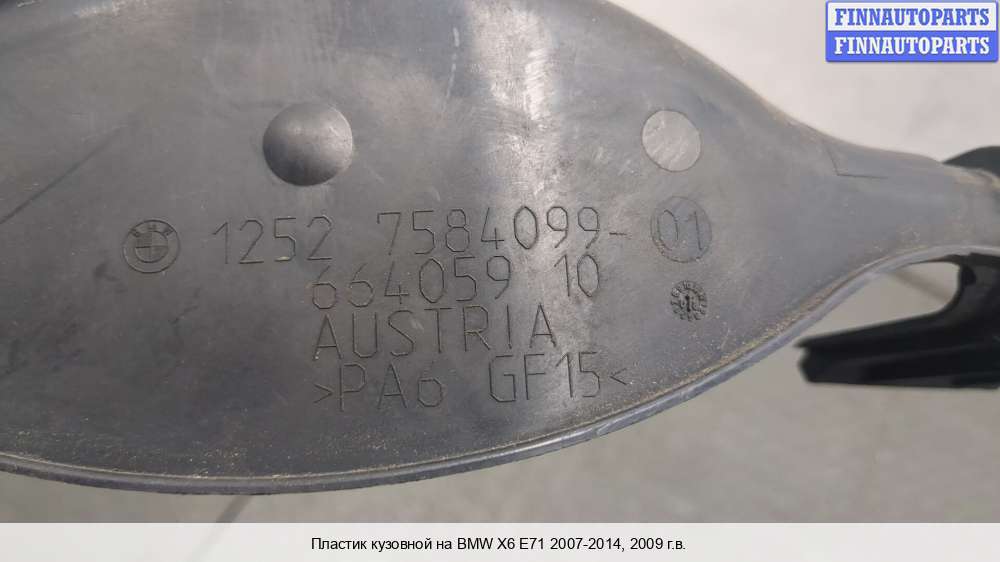 FINNAUTOPARTS
FINNAUTOPARTS
BMW
1252 7584099-01
664059 10
AUSTRIA
>PA6 GF15<
Пластик кузовной на BMW X6 E71 2007-2014, 2009 г.в.